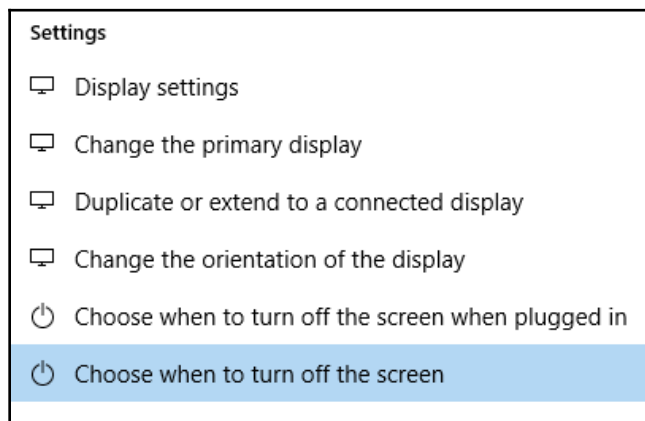 Settings
Display settings
Change the primary display
Duplicate or extend to a connected display
Change the orientation of the display
Choose when to turn off the screen when plugged in
Choose when to turn off the screen